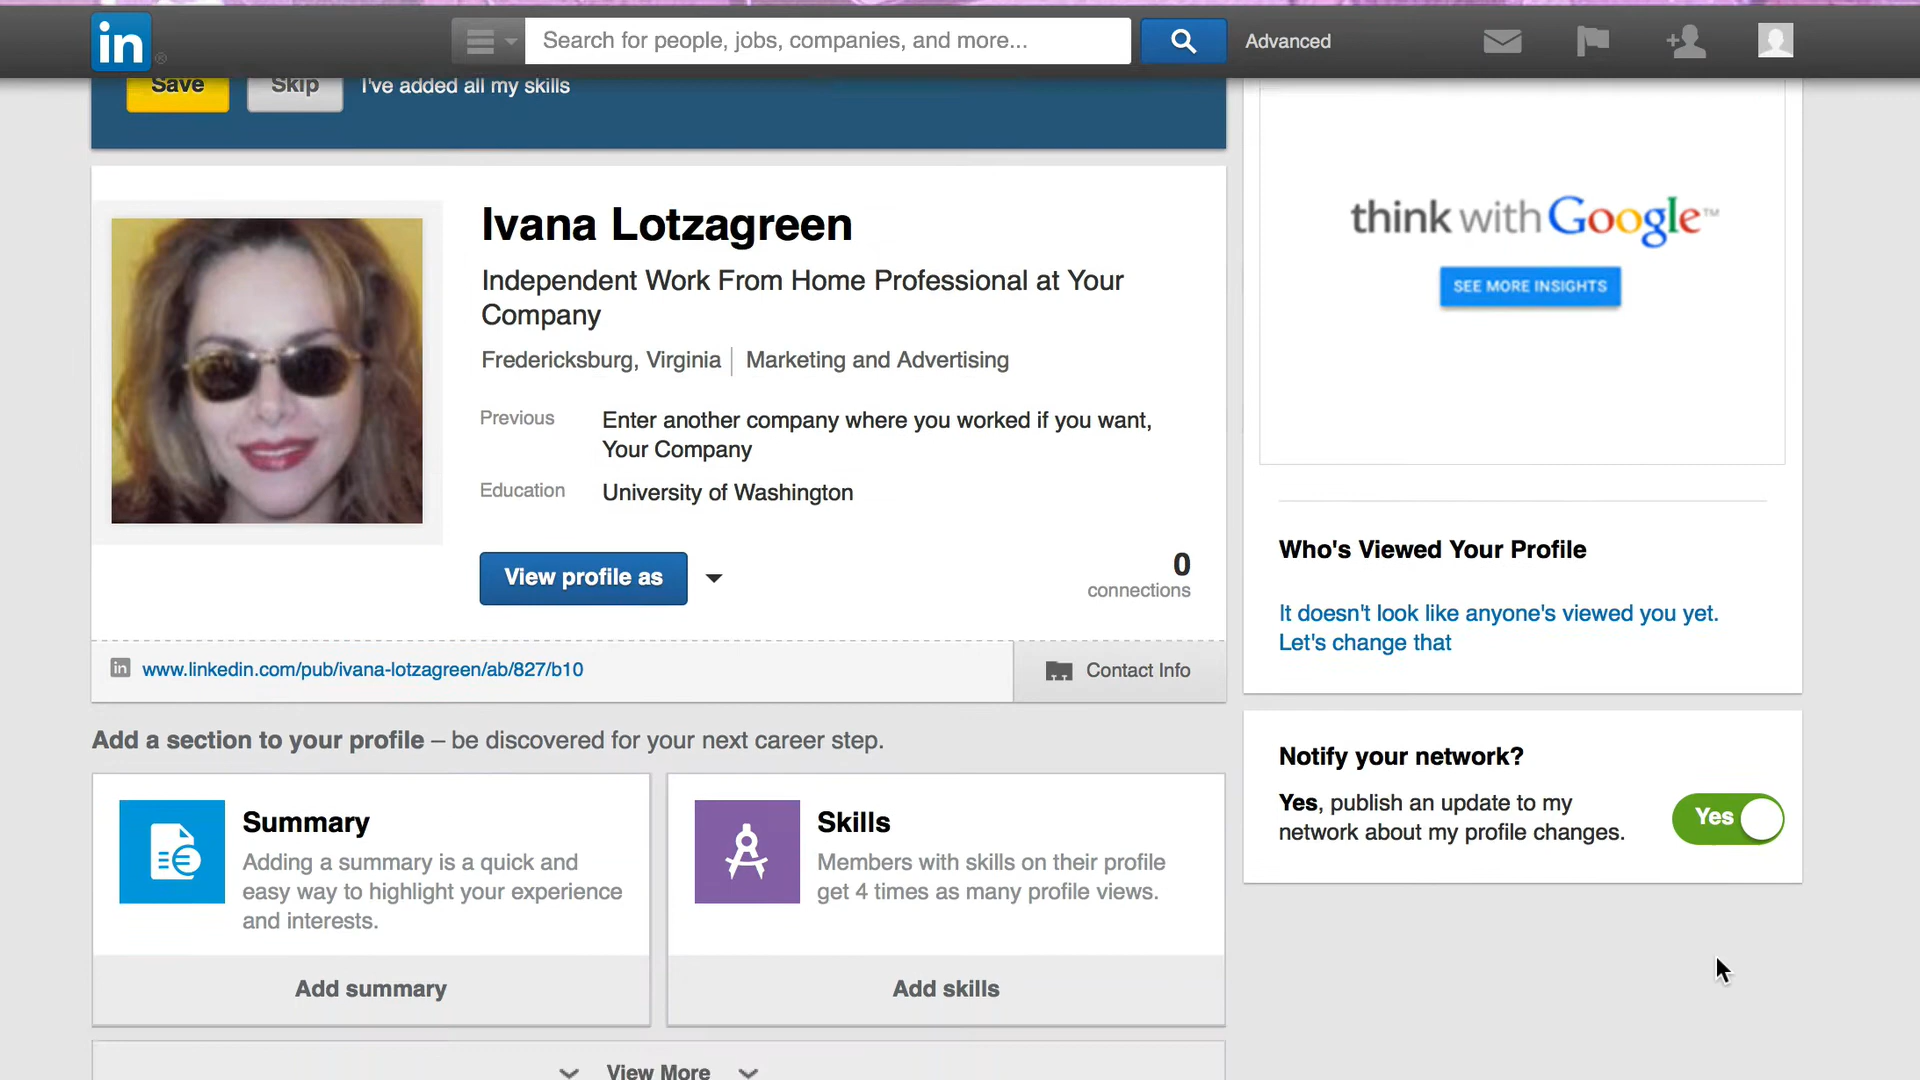 in
Search for people, jobs, companies, and more...
Advanced
Save
Skip
I've added all my skills
Ivana Lotzagreen
Independent Work From Home Professional at Your
Company
Fredericksburg, Virginia | Marketing and Advertising
Previous
Enter another company where you worked if you want,
Your Company
Education
University of Washington
View profile as
0
connections
in
www.linkedin.com/pub/ivana-lotzagreen/ab/827/b10
Contact Info
Add a section to your profile – be discovered for your next career step.
Summary
Adding a summary is a quick and
easy way to highlight your experience
and interests.
Add summary
Skills
Members with skills on their profile
get 4 times as many profile views.
Add skills
View More
think with Google™
SEE MORE INSIGHTS
Who's Viewed Your Profile
It doesn't look like anyone's viewed you yet.
Let's change that
Notify your network?
Yes, publish an update to my
network about my profile changes.
Yes